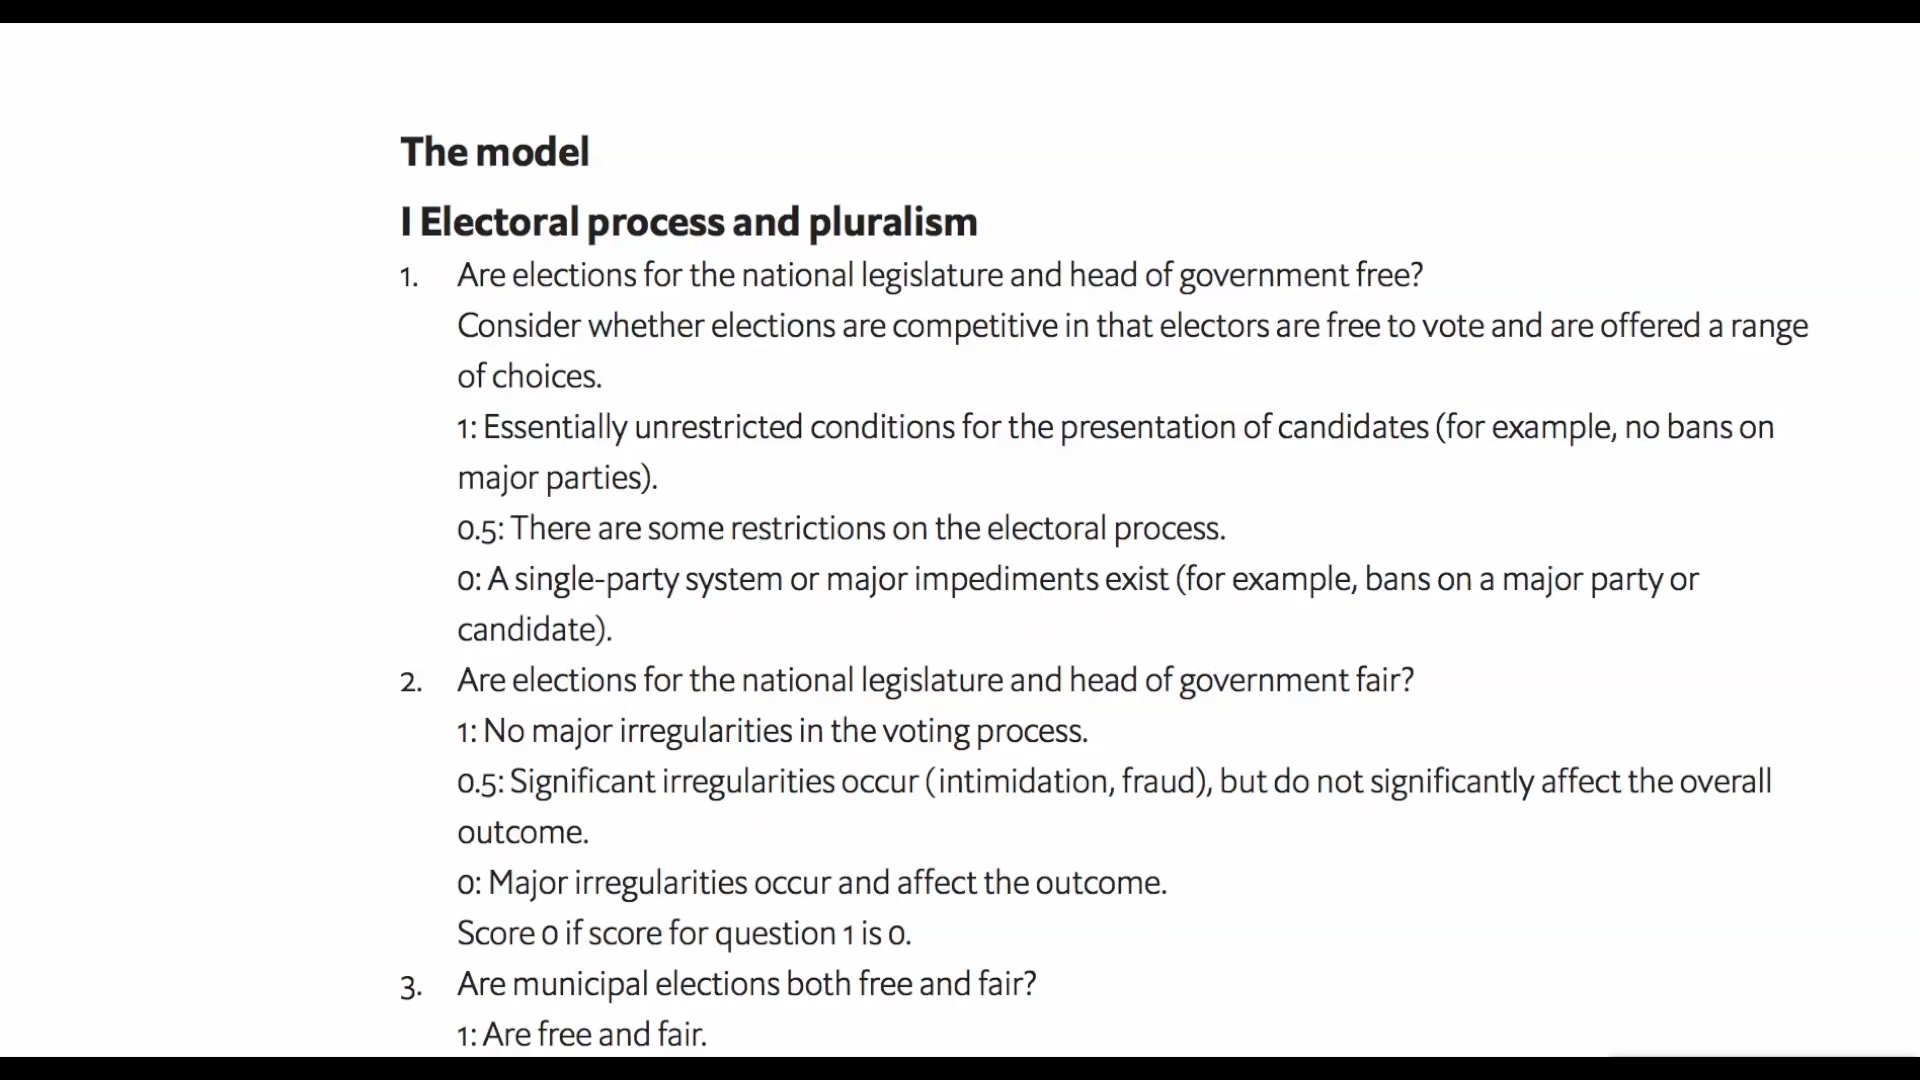 The model
I Electoral process and pluralism
1. Are elections for the national legislature and head of government free?
Consider whether elections are competitive in that electors are free to vote and are offered a range
of choices.
1: Essentially unrestricted conditions for the presentation of candidates (for example, no bans on
major parties).
0.5: There are some restrictions on the electoral process.
0: A single-party system or major impediments exist (for example, bans on a major party or
candidate).
2. Are elections for the national legislature and head of government fair?
1: No major irregularities in the voting process.
0.5: Significant irregularities occur (intimidation, fraud), but do not significantly affect the overall
outcome.
0: Major irregularities occur and affect the outcome.
Score 0 if score for question 1 is 0.
3. Are municipal elections both free and fair?
1: Are free and fair.